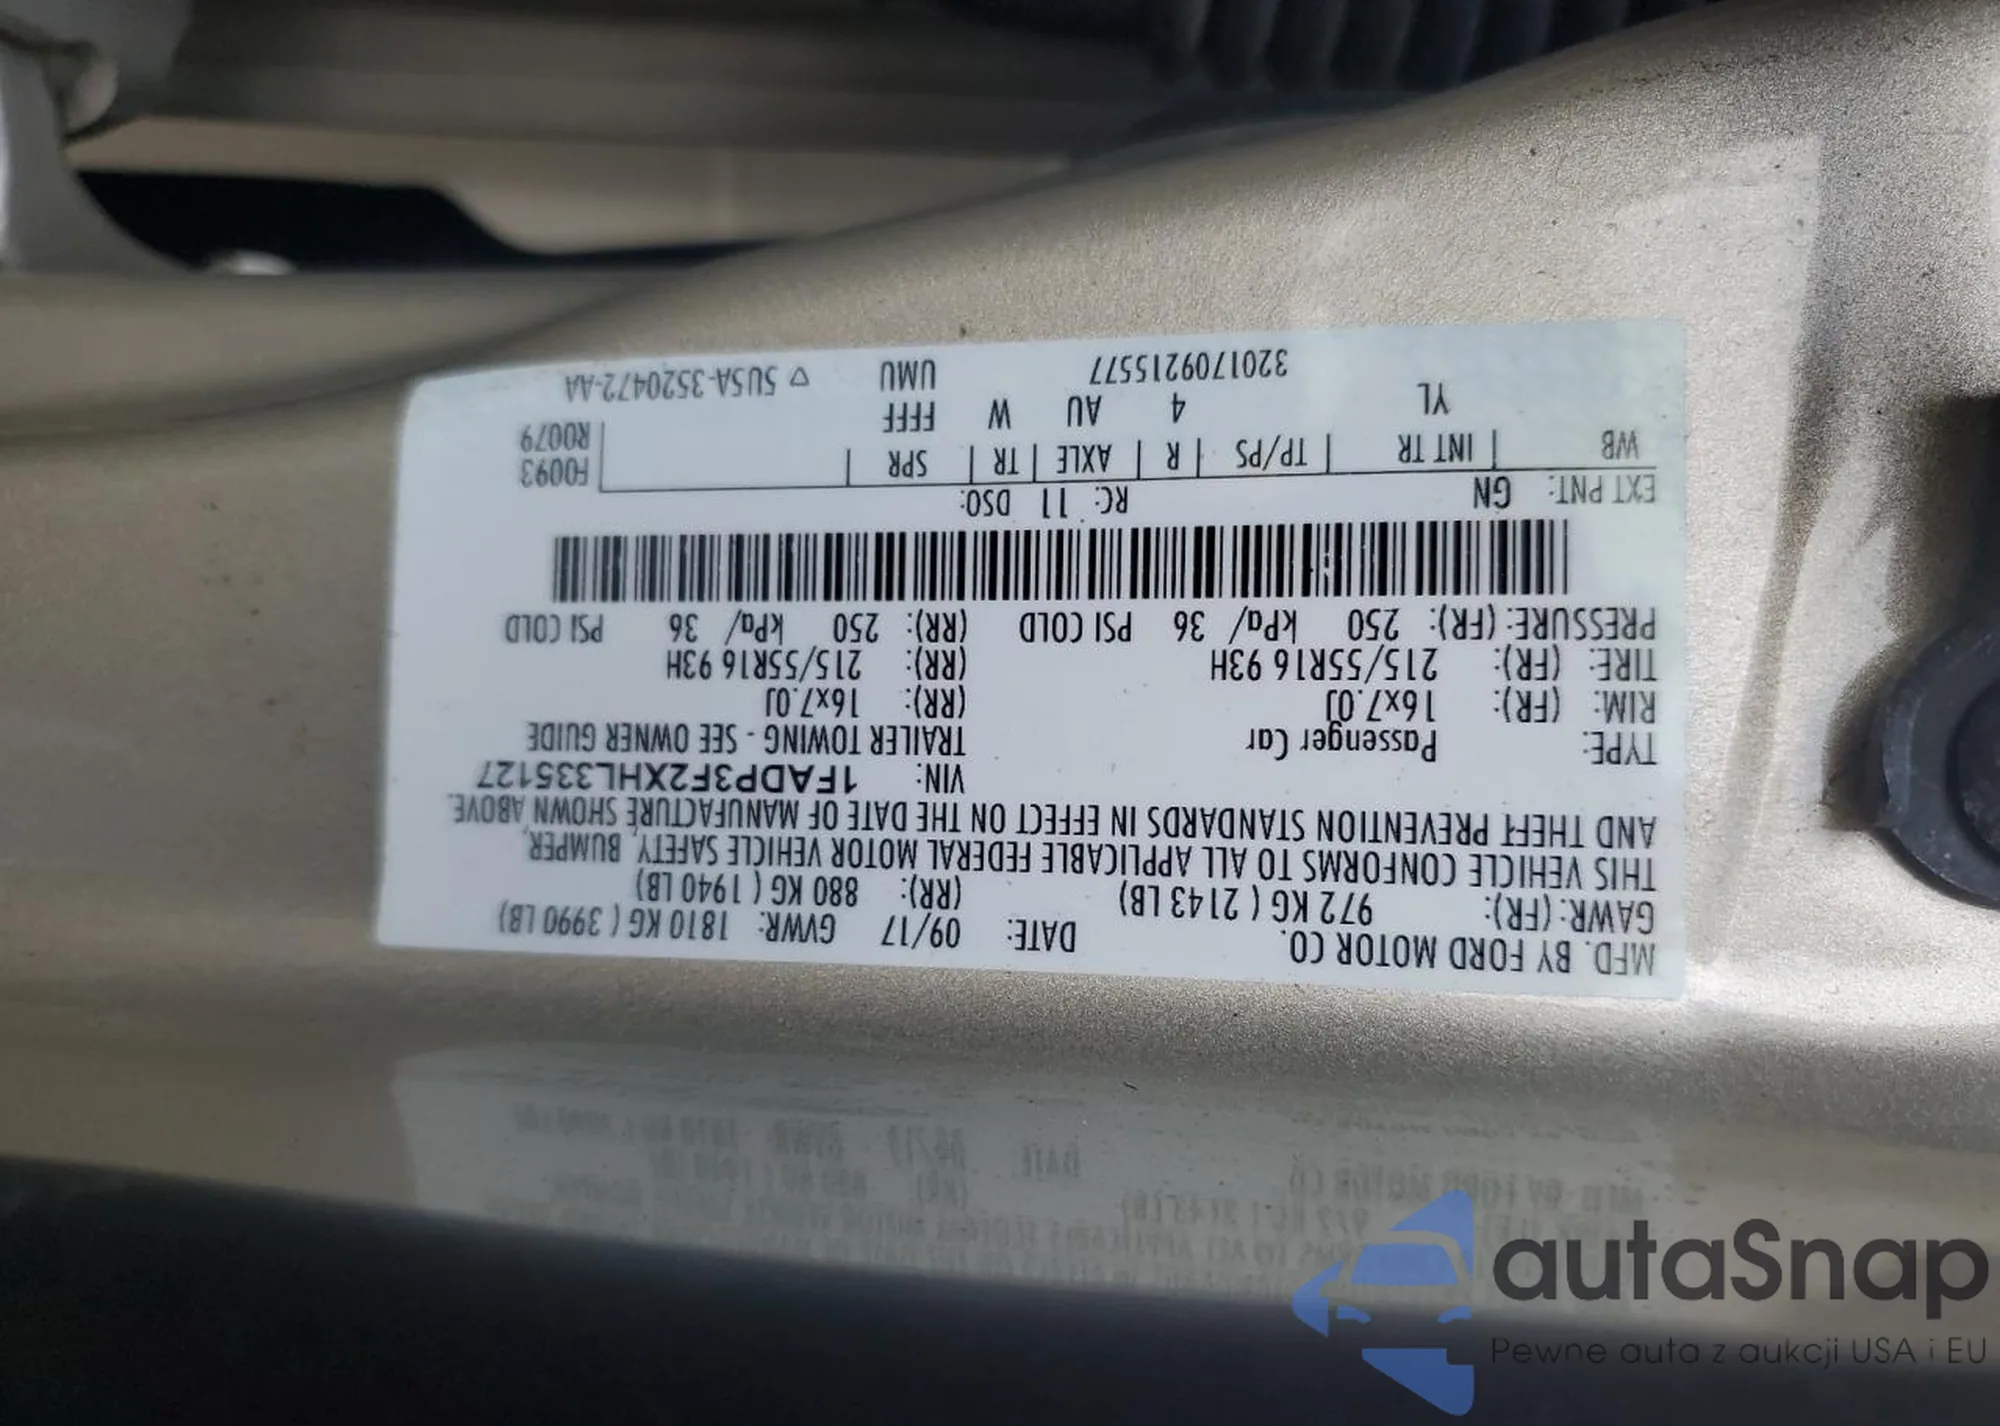 MFD. BY FORD MOTOR CO.
DATE: 09/17 GVWR: 1810 KG ( 3990 LB)
GAWR: (FR): 972 KG ( 2143 LB) (RR): 880 KG ( 1940 LB)
THIS VEHICLE CONFORMS TO ALL APPLICABLE FEDERAL MOTOR VEHICLE SAFETY, BUMPER,
AND THEFT PREVENTION STANDARDS IN EFFECT ON THE DATE OF MANUFACTURE SHOWN ABOVE.
VIN: 1FADP3F2XHL335127
TYPE: Passenger Car TRAILER TOWING - SEE OWNER GUIDE
RIM: (FR): 16x7.0J (RR): 16x7.0J
TIRE: (FR): 215/55R16 93H (RR): 215/55R16 93H
PRESSURE: (FR): 250 kPa/ 36 PSI COLD (RR): 250 kPa/ 36 PSI COLD
EXT PNT: GN RC: 11 DSO: F0093
WB | INT TR | TP/PS | R | AXLE | TR | SPR | R0079
YL 4 AU W FFFF
3201709215577 UMU ▽ 5U5A-3520472-AA
autaSnap
Pewne auta z aukcji USA i EU